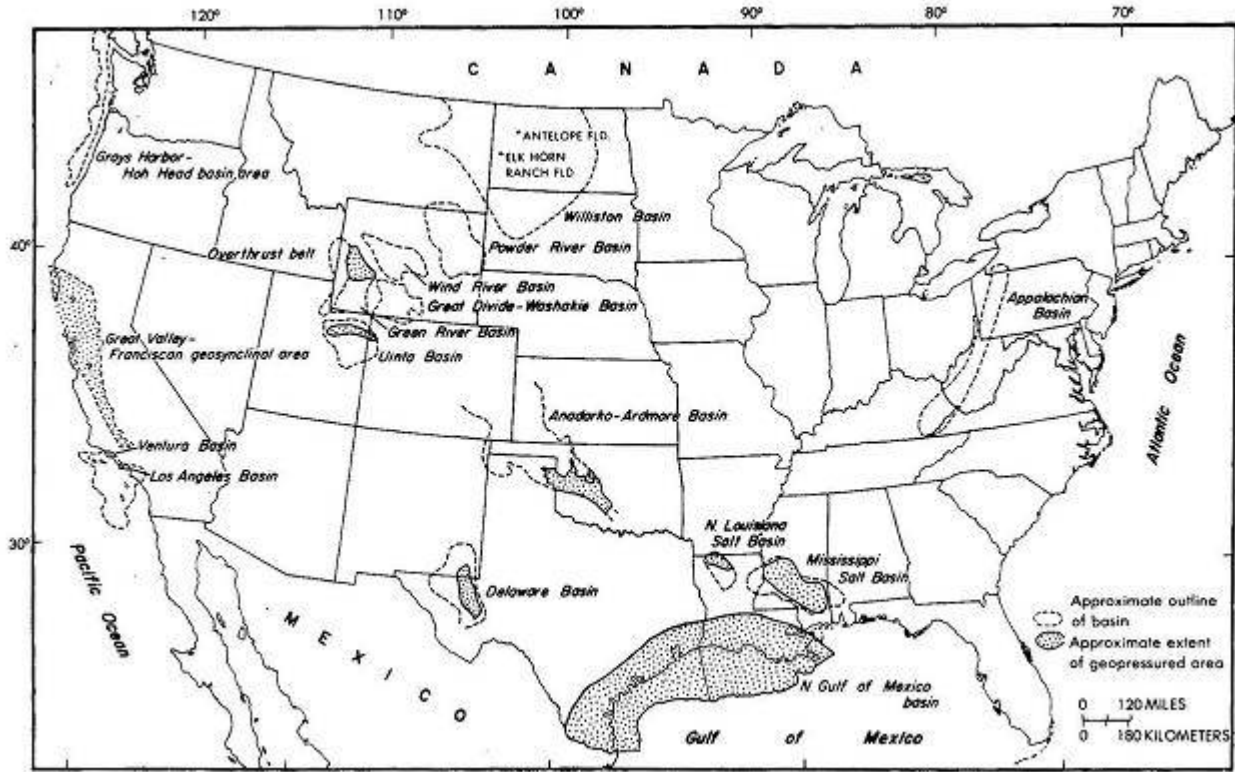 120° 110° 100° 90° 80° 70°
C A N A D A
*ANTELOPE FLD.
*ELK HORN
RANCH FLD
Grays Harbor-
Hoh Head basin area
Williston Basin
40°
Overthrust belt
Powder River Basin
Wind River Basin
Great Divide-Washakie Basin
Green River Basin
Uinta Basin
Great Valley-
Franciscan geosynclinal area
Appalachian
Basin
Atlantic Ocean
Anadarko-Ardmore Basin
Ventura Basin
Los Angeles Basin
30°
Pacific Ocean
N. Louisiana
Salt Basin
Mississippi
Salt Basin
Delaware Basin
MEXICO
Approximate outline
of basin
Approximate extent
of geopressured area
N Gulf of Mexico
basin
Gulf of Mexico
0 120 MILES
0 180 KILOMETERS